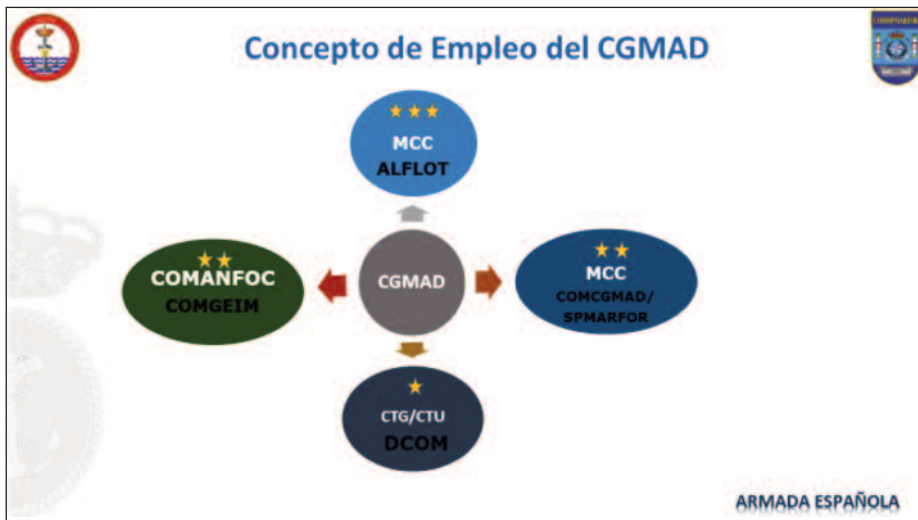 Concepto de Empleo del CGMAD
MCC
ALFLOT
COMANFOC
COMGEIM
CGMAD
MCC
COMCGMAD/
SPMARFOR
CTG/CTU
DCOM
ARMADA ESPAÑOLA